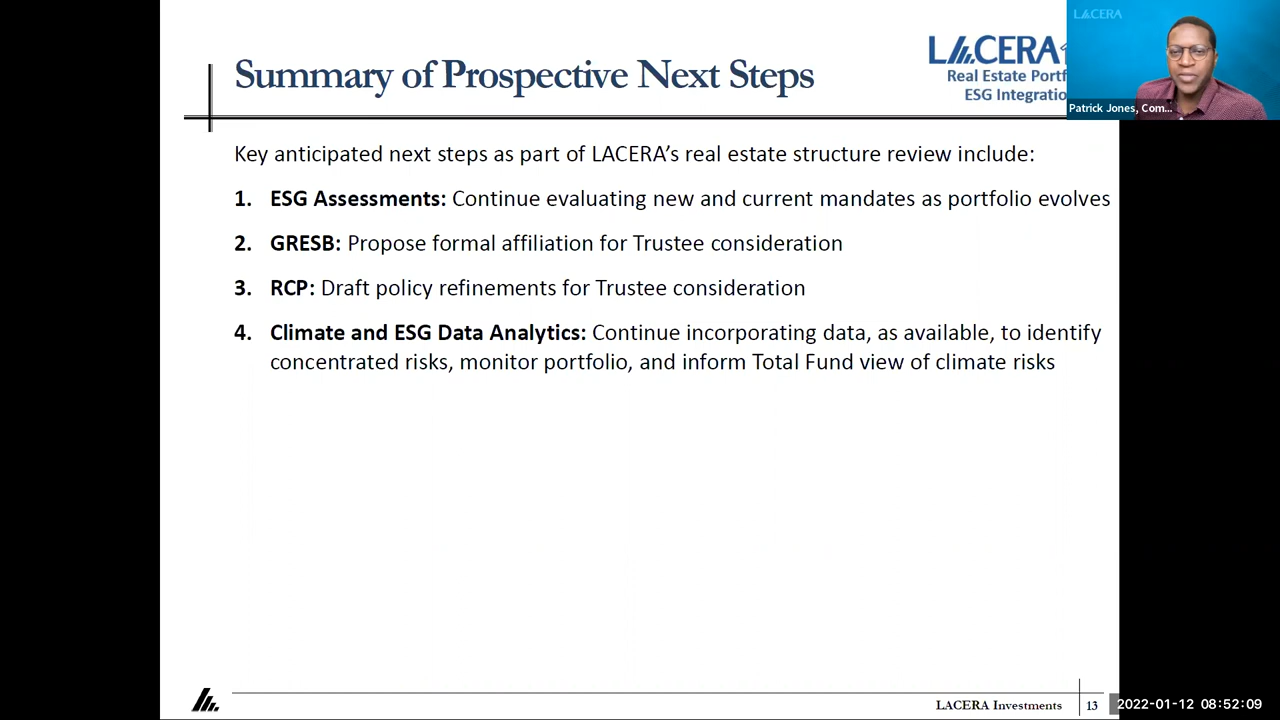 Summary of Prospective Next Steps
LACERA
Real Estate Portf
ESG Integratio
LACERA
Patrick Jones, Com...
Key anticipated next steps as part of LACERA’s real estate structure review include:
1. ESG Assessments: Continue evaluating new and current mandates as portfolio evolves
2. GRESB: Propose formal affiliation for Trustee consideration
3. RCP: Draft policy refinements for Trustee consideration
4. Climate and ESG Data Analytics: Continue incorporating data, as available, to identify
concentrated risks, monitor portfolio, and inform Total Fund view of climate risks
LACERA Investments
13
2022-01-12 08:52:09